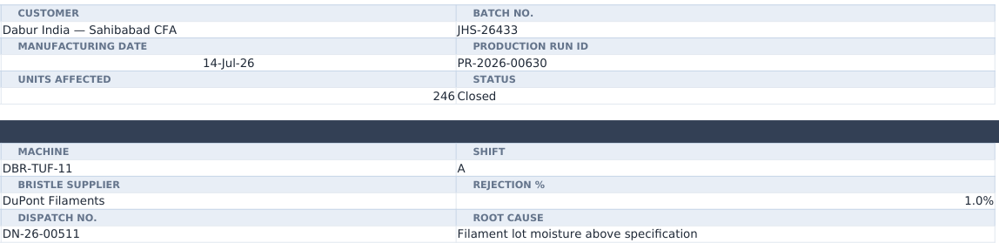 CUSTOMER BATCH NO.
Dabur India — Sahibabad CFA JHS-26433
MANUFACTURING DATE PRODUCTION RUN ID
14-Jul-26 PR-2026-00630
UNITS AFFECTED STATUS
246 Closed
MACHINE SHIFT
DBR-TUF-11 A
BRISTLE SUPPLIER REJECTION %
DuPont Filaments 1.0%
DISPATCH NO. ROOT CAUSE
DN-26-00511 Filament lot moisture above specification